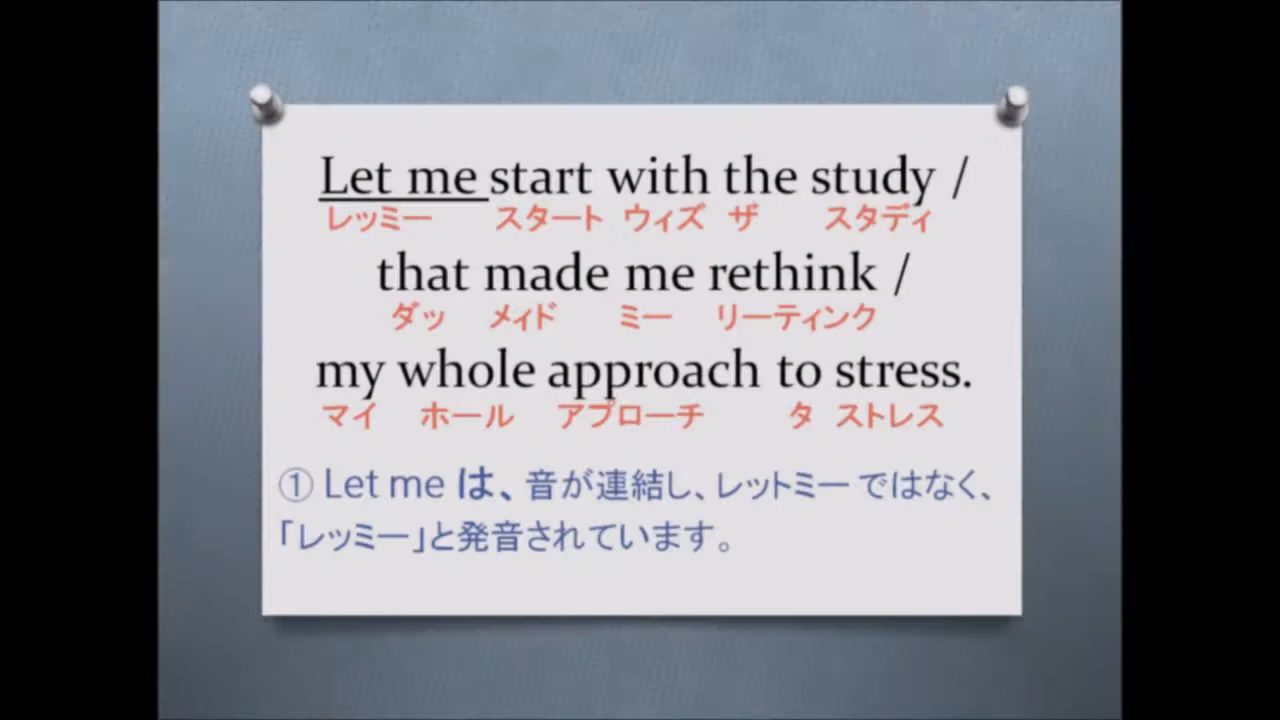 Let me start with the study /
レッミー スタート ウィズ ザ スタディ
that made me rethink /
ダッ メィド ミー リーティンク
my whole approach to stress.
マイ ホール アプローチ タ ストレス
① Let me は、音が連結し、レットミーではなく、
「レッミー」と発音されています。